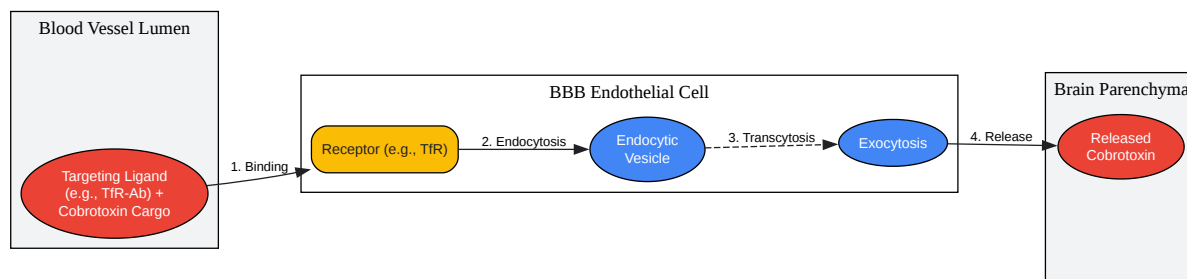 Blood Vessel Lumen
Targeting Ligand
(e.g., TfR-Ab) +
Cobrotoxin Cargo
1. Binding
BBB Endothelial Cell
Receptor (e.g., TfR)
2. Endocytosis
Endocytic
Vesicle
3. Transcytosis
Exocytosis
4. Release
Brain Parenchyma
Released
Cobrotoxin